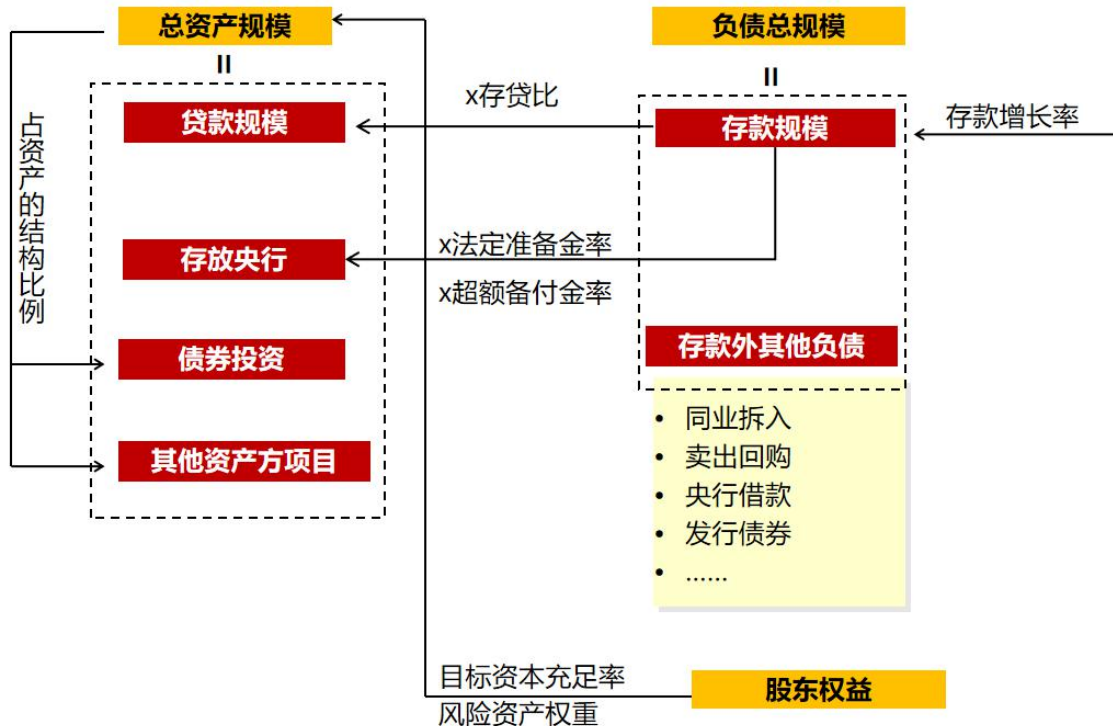 总资产规模
负债总规模
=
=
贷款规模
x存贷比
存款规模
存款增长率
占资产的结构比例
存放央行
x法定准备金率
x超额备付金率
债券投资
存款外其他负债
其他资产方项目
• 同业拆入
• 卖出回购
• 央行借款
• 发行债券
• ......
目标资本充足率
风险资产权重
股东权益